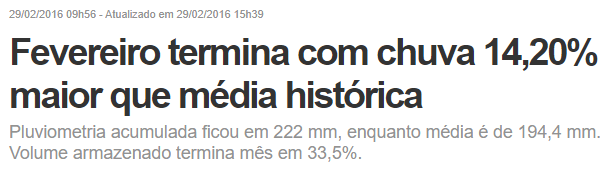 29/02/2016 09h56 - Atualizado em 29/02/2016 15h39
Fevereiro termina com chuva 14,20%
maior que média histórica
Pluviometria acumulada ficou em 222 mm, enquanto média é de 194,4 mm.
Volume armazenado termina mês em 33,5%.